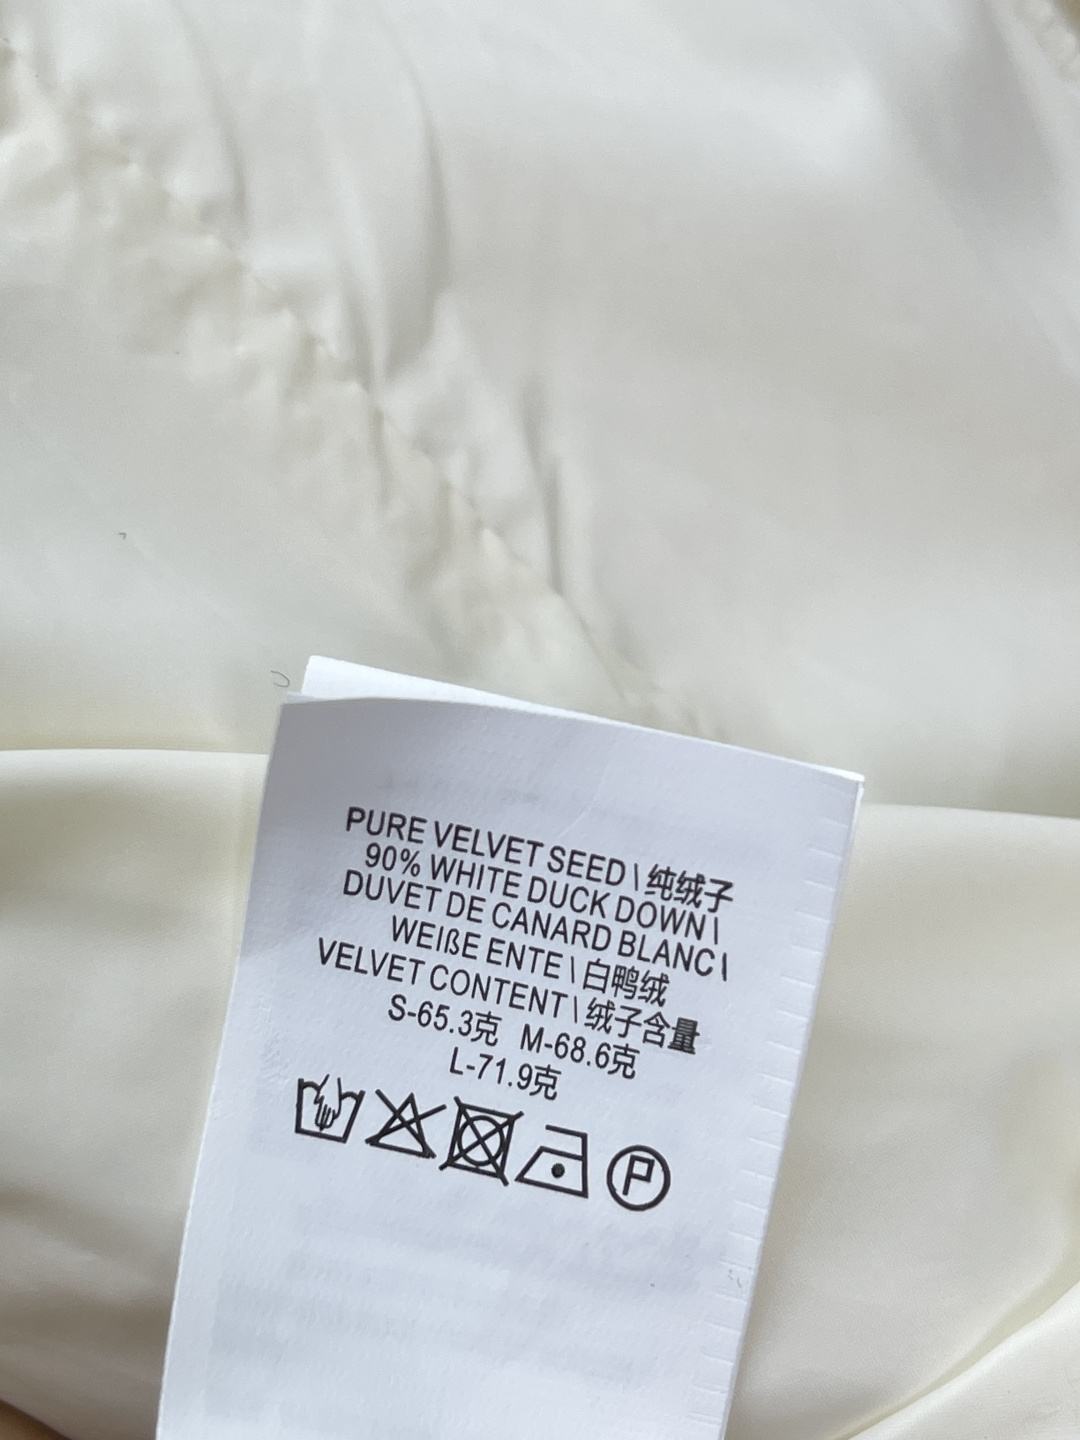 PURE VELVET SEED \ 纯绒子
90% WHITE DUCK DOWN \
DUVET DE CANARD BLANC \
WEIßE ENTE \ 白鸭绒
VELVET CONTENT \ 绒子含量
S-65.3克 M-68.6克
L-71.9克
P